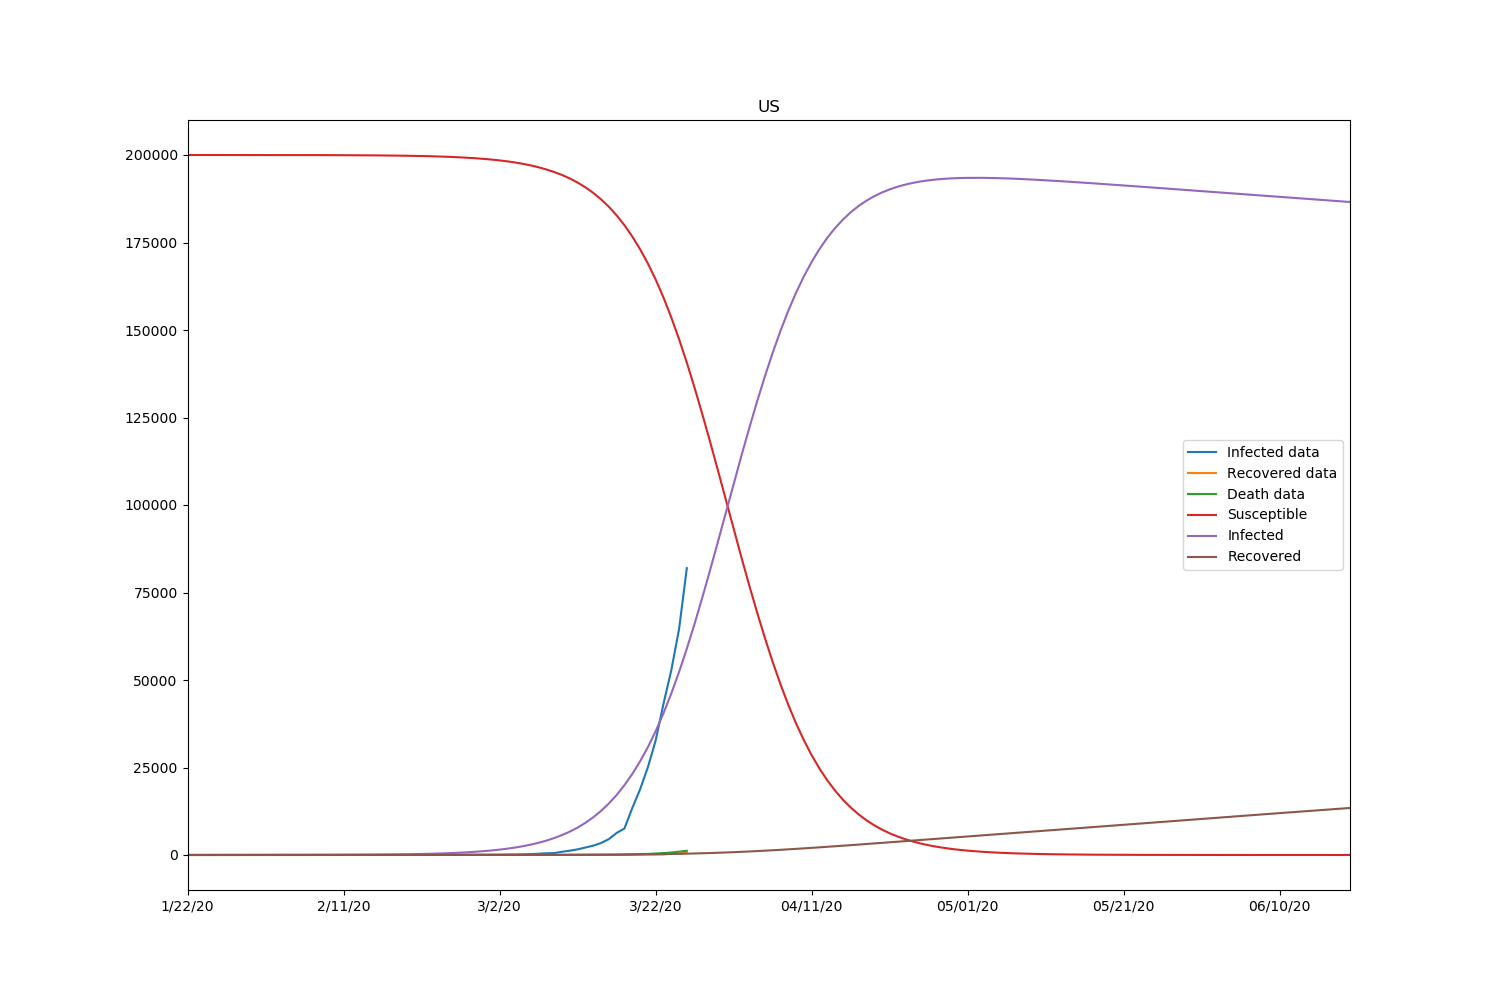 US
200000
175000
150000
125000
100000
75000
50000
25000
0
1/22/20 2/11/20 3/2/20 3/22/20 04/11/20 05/01/20 05/21/20 06/10/20
Infected data
Recovered data
Death data
Susceptible
Infected
Recovered